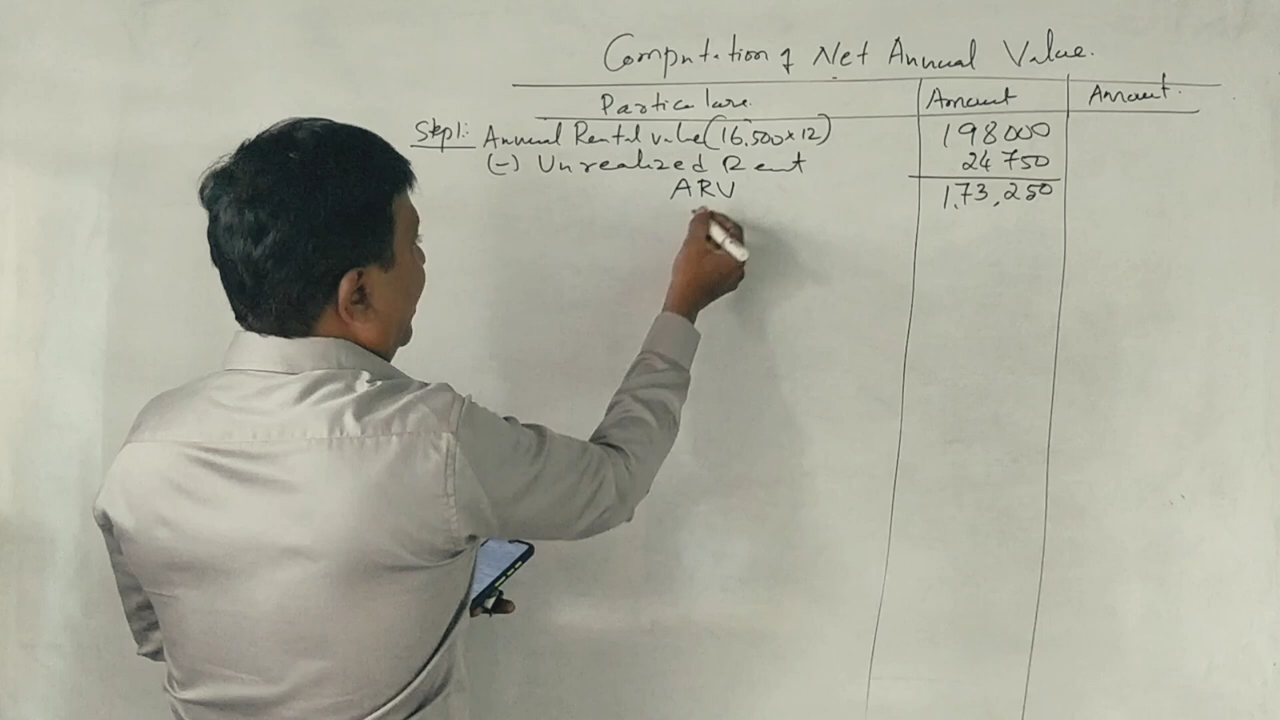 Computation of Net Annual Value.
Particulars. Amount Amount.
Step1: Annual Rental value (16,500×12) 198000
(-) Unrealized Rent 24750
ARV 1,73,250